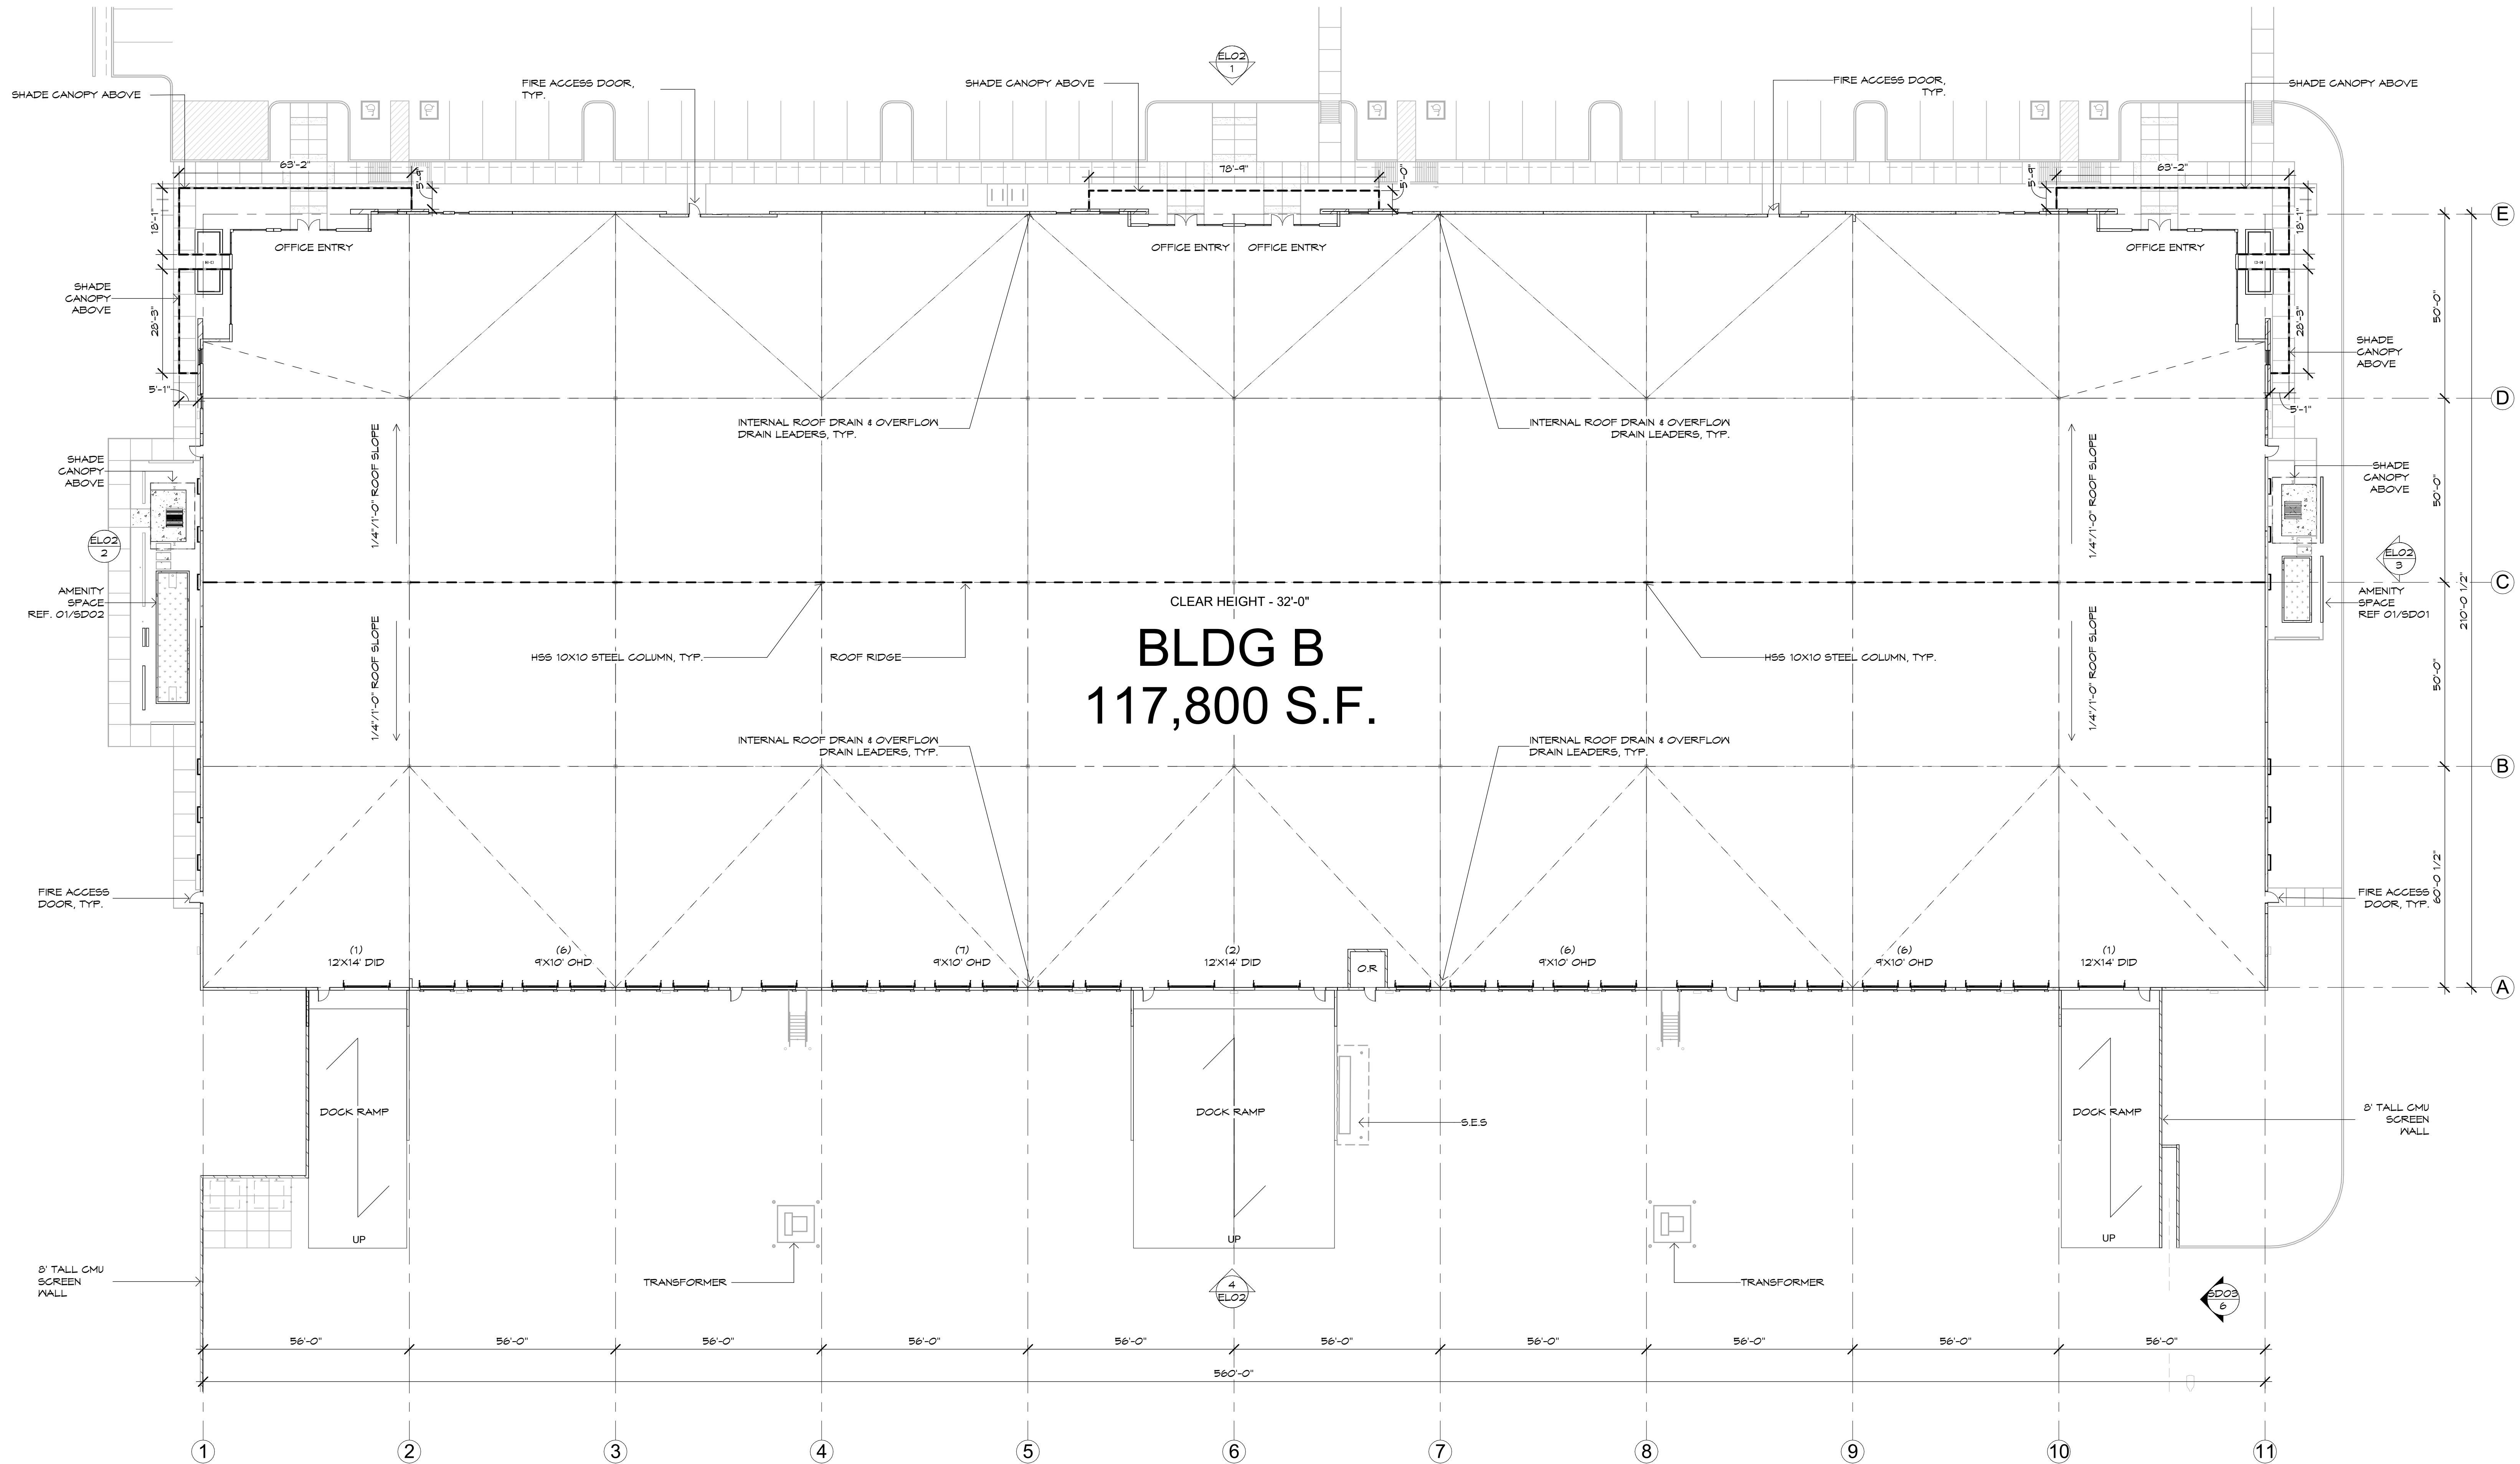 EL02
1
SHADE CANOPY ABOVE
FIRE ACCESS DOOR,
TYP.
SHADE CANOPY ABOVE
FIRE ACCESS DOOR,
TYP.
SHADE CANOPY ABOVE
63'-2"
5'-9"
78'-9"
5'-0"
5'-9"
63'-2"
18'-1"
18'-1"
E
OFFICE ENTRY
OFFICE ENTRY
OFFICE ENTRY
OFFICE ENTRY
SHADE
CANOPY
ABOVE
28'-3"
28'-3"
50'-0"
SHADE
CANOPY
ABOVE
5'-1"
5'-1"
D
INTERNAL ROOF DRAIN & OVERFLOW
DRAIN LEADERS, TYP.
INTERNAL ROOF DRAIN & OVERFLOW
DRAIN LEADERS, TYP.
1/4"/1'-0" ROOF SLOPE
1/4"/1'-0" ROOF SLOPE
50'-0"
SHADE
CANOPY
ABOVE
SHADE
CANOPY
ABOVE
EL02
2
EL02
3
C
AMENITY
SPACE
REF. 01/SD02
AMENITY
SPACE
REF 01/SD01
210'-0 1/2"
CLEAR HEIGHT - 32'-0"
BLDG B
117,800 S.F.
HSS 10X10 STEEL COLUMN, TYP.
ROOF RIDGE
HSS 10X10 STEEL COLUMN, TYP.
1/4"/1'-0" ROOF SLOPE
1/4"/1'-0" ROOF SLOPE
50'-0"
INTERNAL ROOF DRAIN & OVERFLOW
DRAIN LEADERS, TYP.
INTERNAL ROOF DRAIN & OVERFLOW
DRAIN LEADERS, TYP.
B
FIRE ACCESS
DOOR, TYP.
FIRE ACCESS
DOOR, TYP.
60'-0 1/2"
(1)
12'X14' DID
(6)
9'X10' OHD
(7)
9'X10' OHD
(2)
12'X14' DID
O.R
(6)
9'X10' OHD
(6)
9'X10' OHD
(1)
12'X14' DID
A
DOCK RAMP
DOCK RAMP
DOCK RAMP
S.E.S
8' TALL CMU
SCREEN
WALL
UP
UP
UP
8' TALL CMU
SCREEN
WALL
TRANSFORMER
4
EL02
TRANSFORMER
SD03
6
56'-0"
56'-0"
56'-0"
56'-0"
56'-0"
56'-0"
56'-0"
56'-0"
56'-0"
56'-0"
560'-0"
1
2
3
4
5
6
7
8
9
10
11